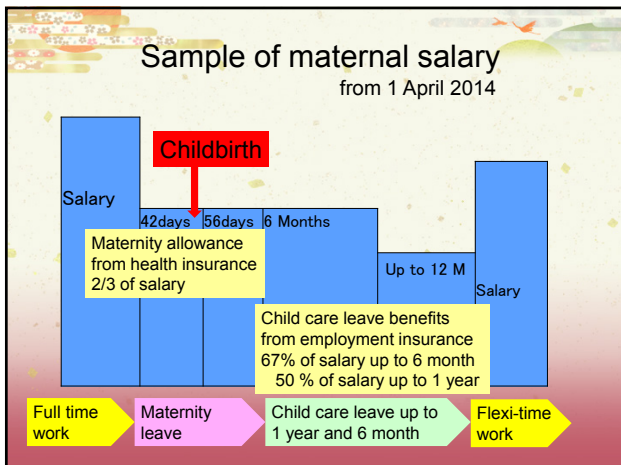 Sample of maternal salary
from 1 April 2014
Childbirth
Salary
42days
56days
6 Months
Maternity allowance
from health insurance
2/3 of salary
Up to 12 M
Salary
Child care leave benefits
from employment insurance
67% of salary up to 6 month
50 % of salary up to 1 year
Full time
work
Maternity
leave
Child care leave up to
1 year and 6 month
Flexi-time
work